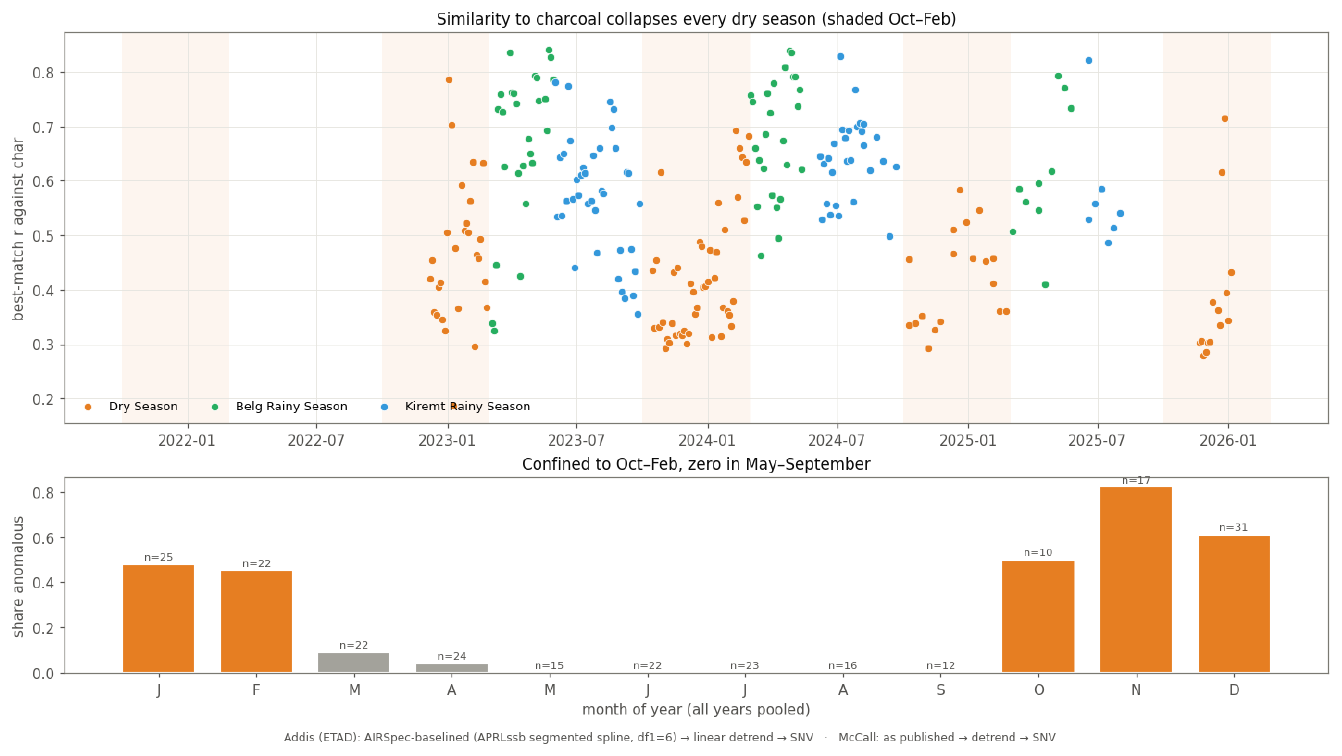 Similarity to charcoal collapses every dry season (shaded Oct–Feb)
best-match r against char
0.8
0.7
0.6
0.5
0.4
0.3
0.2
Dry Season Belg Rainy Season Kiremt Rainy Season
2022-01 2022-07 2023-01 2023-07 2024-01 2024-07 2025-01 2025-07 2026-01
Confined to Oct–Feb, zero in May–September
share anomalous
0.8
0.6
0.4
0.2
0.0
n=25 n=22 n=22 n=24 n=15 n=22 n=23 n=16 n=12 n=10 n=17 n=31
J F M A M J J A S O N D
month of year (all years pooled)
Addis (ETAD): AIRSpec-baselined (APRLssb segmented spline, df1=6) → linear detrend → SNV · McCall: as published → detrend → SNV